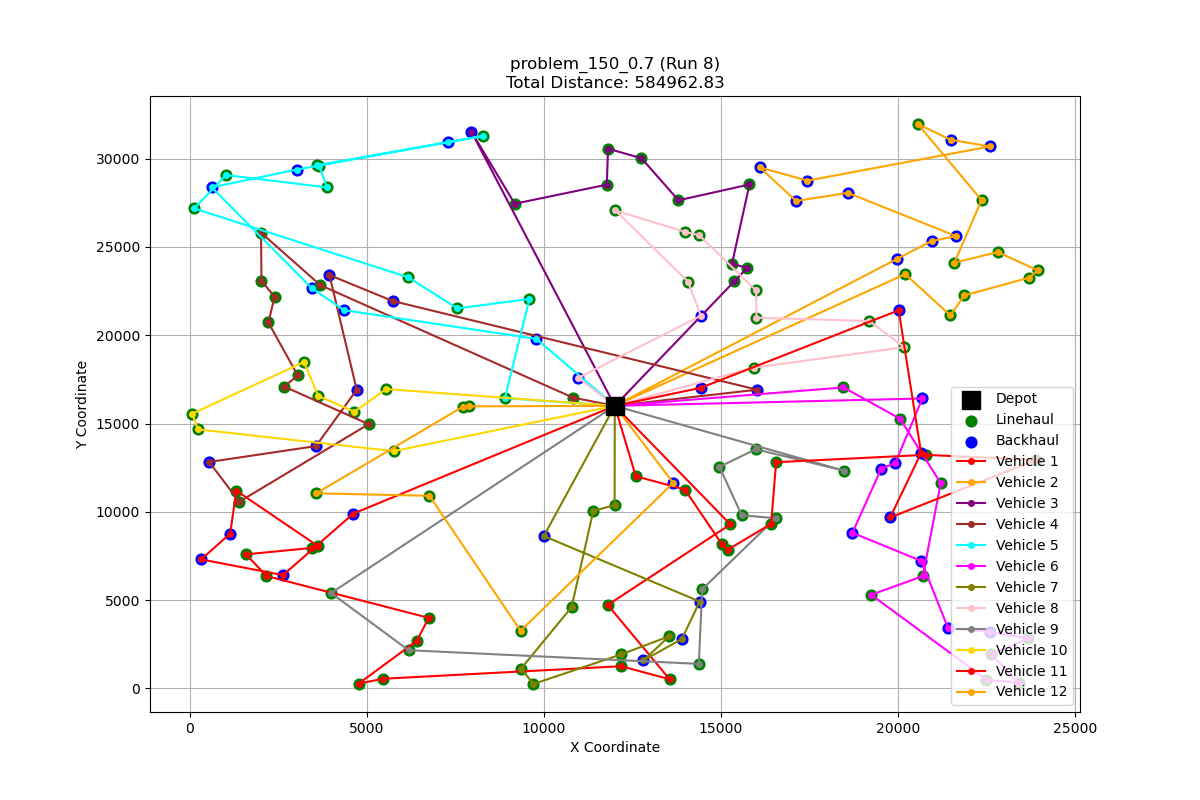 problem_150_0.7 (Run 8)
Total Distance: 584962.83
Y Coordinate
30000
25000
20000
15000
10000
5000
0
0 5000 10000 15000 20000 25000
X Coordinate
Depot
Linehaul
Backhaul
Vehicle 1
Vehicle 2
Vehicle 3
Vehicle 4
Vehicle 5
Vehicle 6
Vehicle 7
Vehicle 8
Vehicle 9
Vehicle 10
Vehicle 11
Vehicle 12